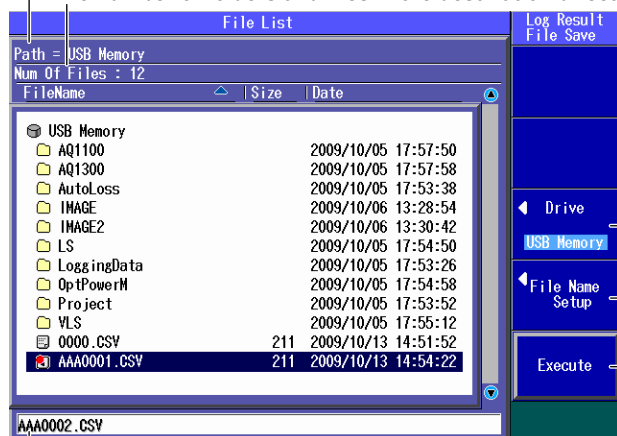 File List
Log Result
File Save
Path = USB Memory
Num Of Files : 12
FileName Size Date
USB Memory
AQ1100 2009/10/05 17:57:50
AQ1300 2009/10/05 17:57:58
AutoLoss 2009/10/05 17:53:38
IMAGE 2009/10/06 13:28:54
IMAGE2 2009/10/06 13:30:42
LS 2009/10/05 17:54:50
LoggingData 2009/10/05 17:53:26
OptPowerM 2009/10/05 17:54:58
Project 2009/10/05 17:53:52
VLS 2009/10/05 17:55:12
0000.CSV 211 2009/10/13 14:51:52
AAA0001.CSV 211 2009/10/13 14:54:22
AAA0002.CSV
Drive
USB Memory
File Name
Setup
Execute